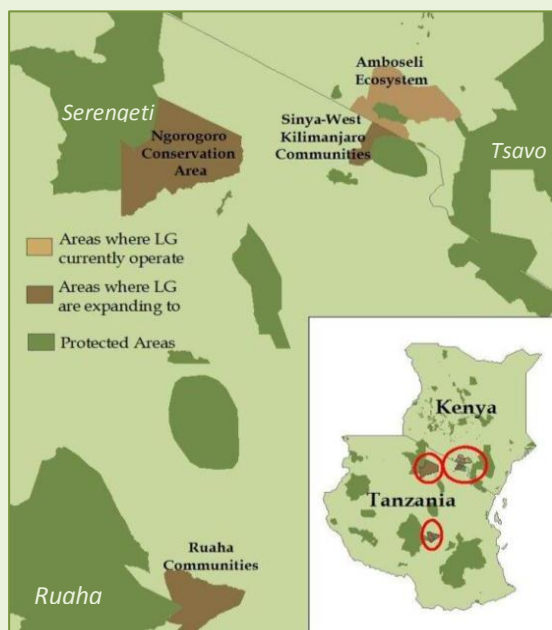 Amboseli
Ecosystem
Serengeti
Sinya-West
Kilimanjaro
Communities
Ngorogoro
Conservation
Area
Tsavo
Areas where LG
currently operate
Areas where LG
are expanding to
Protected Areas
Kenya
Tanzania
Ruaha
Communities
Ruaha